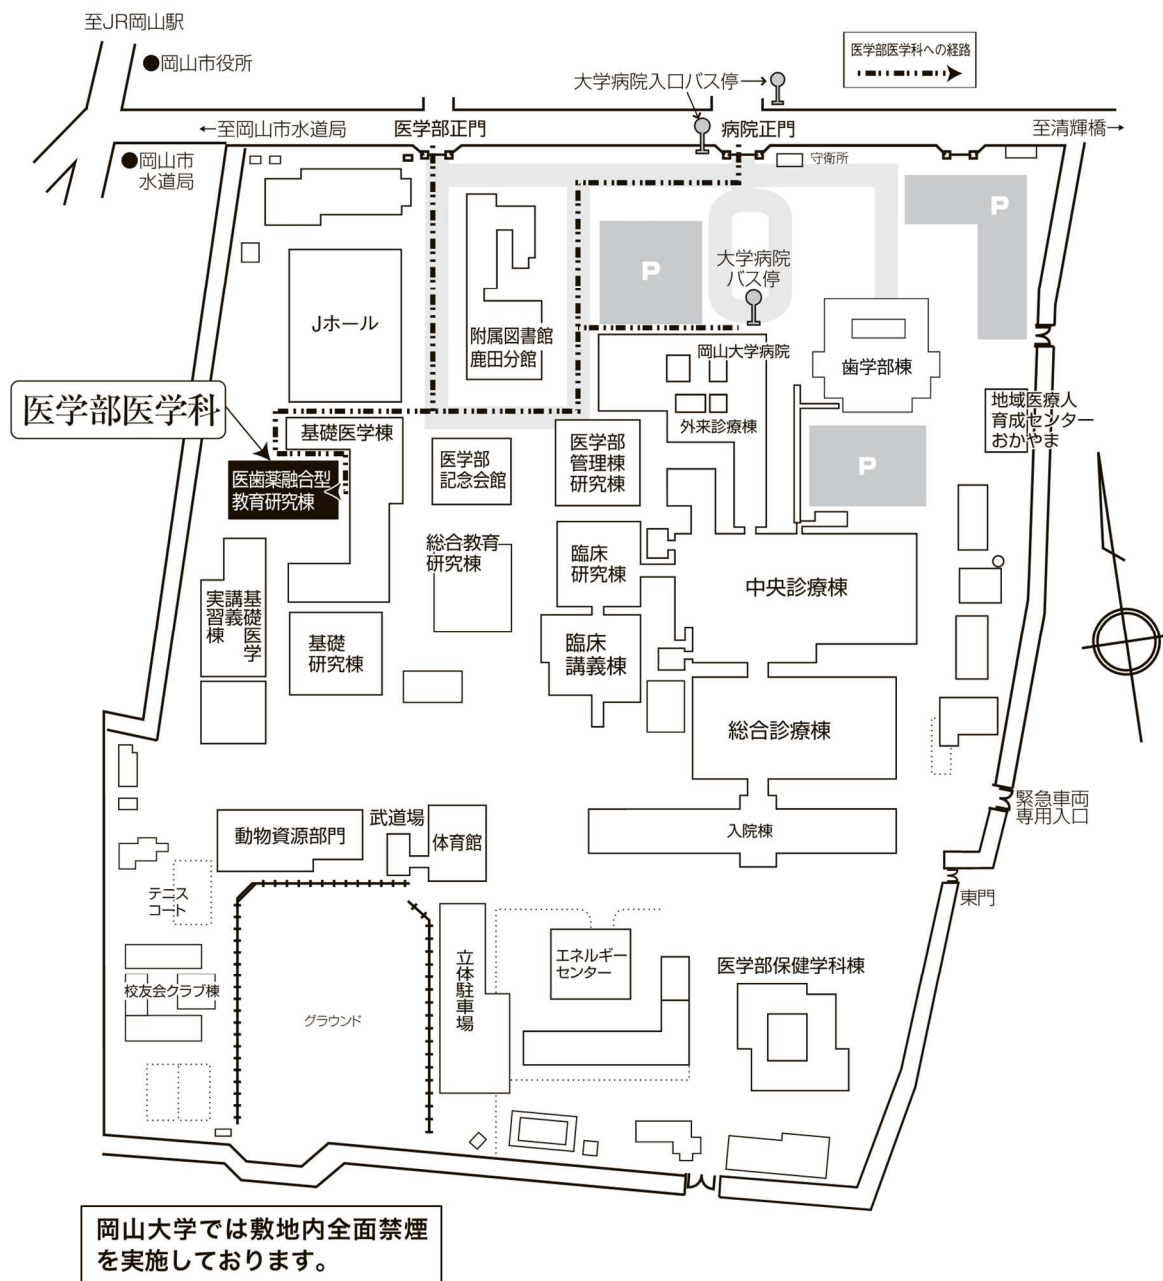 至JR岡山駅
●岡山市役所
医学部医学科への経路
大学病院入口バス停→
←至岡山市水道局
医学部正門
病院正門
至清輝橋→
●岡山市
水道局
守衛所
P
P
大学病院
バス停
Jホール
附属図書館
鹿田分館
岡山大学病院
歯学部棟
医学部医学科
地域医療人
育成センター
おかやま
基礎医学棟
外来診療棟
医学部
記念会館
医学部
管理棟
研究棟
P
医歯薬融合型
教育研究棟
総合教育
研究棟
臨床
研究棟
中央診療棟
基礎医学
講義
実習棟
基礎
研究棟
臨床
講義棟
総合診療棟
緊急車両
専用入口
動物資源部門
武道場
体育館
入院棟
東門
テニス
コート
立体駐車場
エネルギー
センター
医学部保健学科棟
校友会クラブ棟
グラウンド
岡山大学では敷地内全面禁煙
を実施しております。